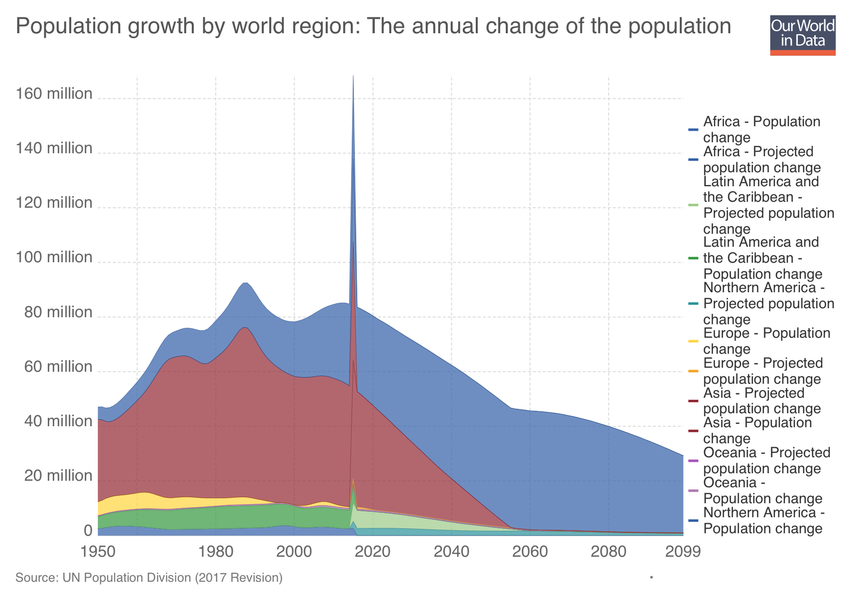 Population growth by world region: The annual change of the population
Our World
in Data
160 million
140 million
120 million
100 million
80 million
60 million
40 million
20 million
0
1950
1980
2000
2020
2040
2060
2080
2099
Africa - Population
change
Africa - Projected
population change
Latin America and
the Caribbean -
Projected population
change
Latin America and
the Caribbean -
Population change
Northern America -
Projected population
change
Europe - Population
change
Europe - Projected
population change
Asia - Projected
population change
Asia - Population
change
Oceania - Projected
population change
Oceania -
Population change
Northern America -
Population change
Source: UN Population Division (2017 Revision)